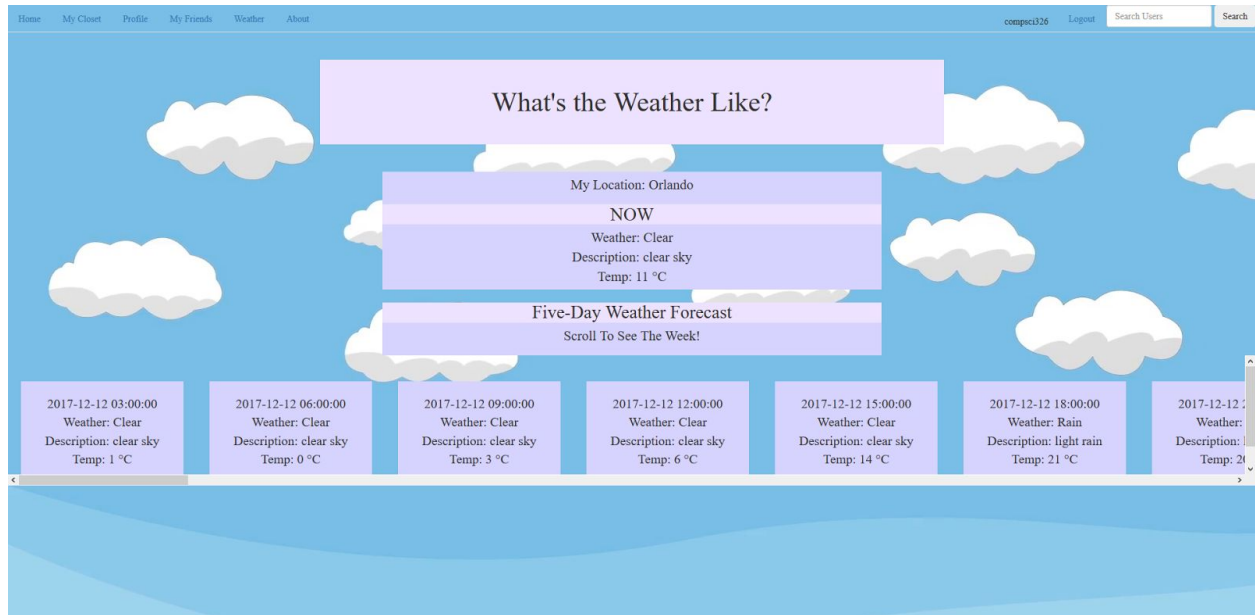 Home My Closet Profile My Friends Weather About compsci326 Logout Search Users Search
What's the Weather Like?
My Location: Orlando
NOW
Weather: Clear
Description: clear sky
Temp: 11 °C
Five-Day Weather Forecast
Scroll To See The Week!
2017-12-12 03:00:00
Weather: Clear
Description: clear sky
Temp: 1 °C
2017-12-12 06:00:00
Weather: Clear
Description: clear sky
Temp: 0 °C
2017-12-12 09:00:00
Weather: Clear
Description: clear sky
Temp: 3 °C
2017-12-12 12:00:00
Weather: Clear
Description: clear sky
Temp: 6 °C
2017-12-12 15:00:00
Weather: Clear
Description: clear sky
Temp: 14 °C
2017-12-12 18:00:00
Weather: Rain
Description: light rain
Temp: 21 °C
2017-12-12
Weather:
Description:
Temp: